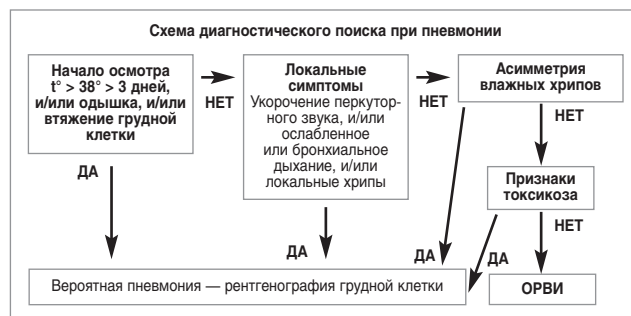 Схема диагностического поиска при пневмонии
Начало осмотра
t° > 38° > 3 дней,
и/или одышка, и/или
втяжение грудной
клетки
НЕТ
Локальные
симптомы
Укорочение перкутор-
ного звука, и/или
ослабленное
или бронхиальное
дыхание, и/или
локальные хрипы
НЕТ
Асимметрия
влажных хрипов
НЕТ
ДА
Признаки
токсикоза
НЕТ
ДА
ДА
ДА
Вероятная пневмония — рентгенография грудной клетки
ОРВИ